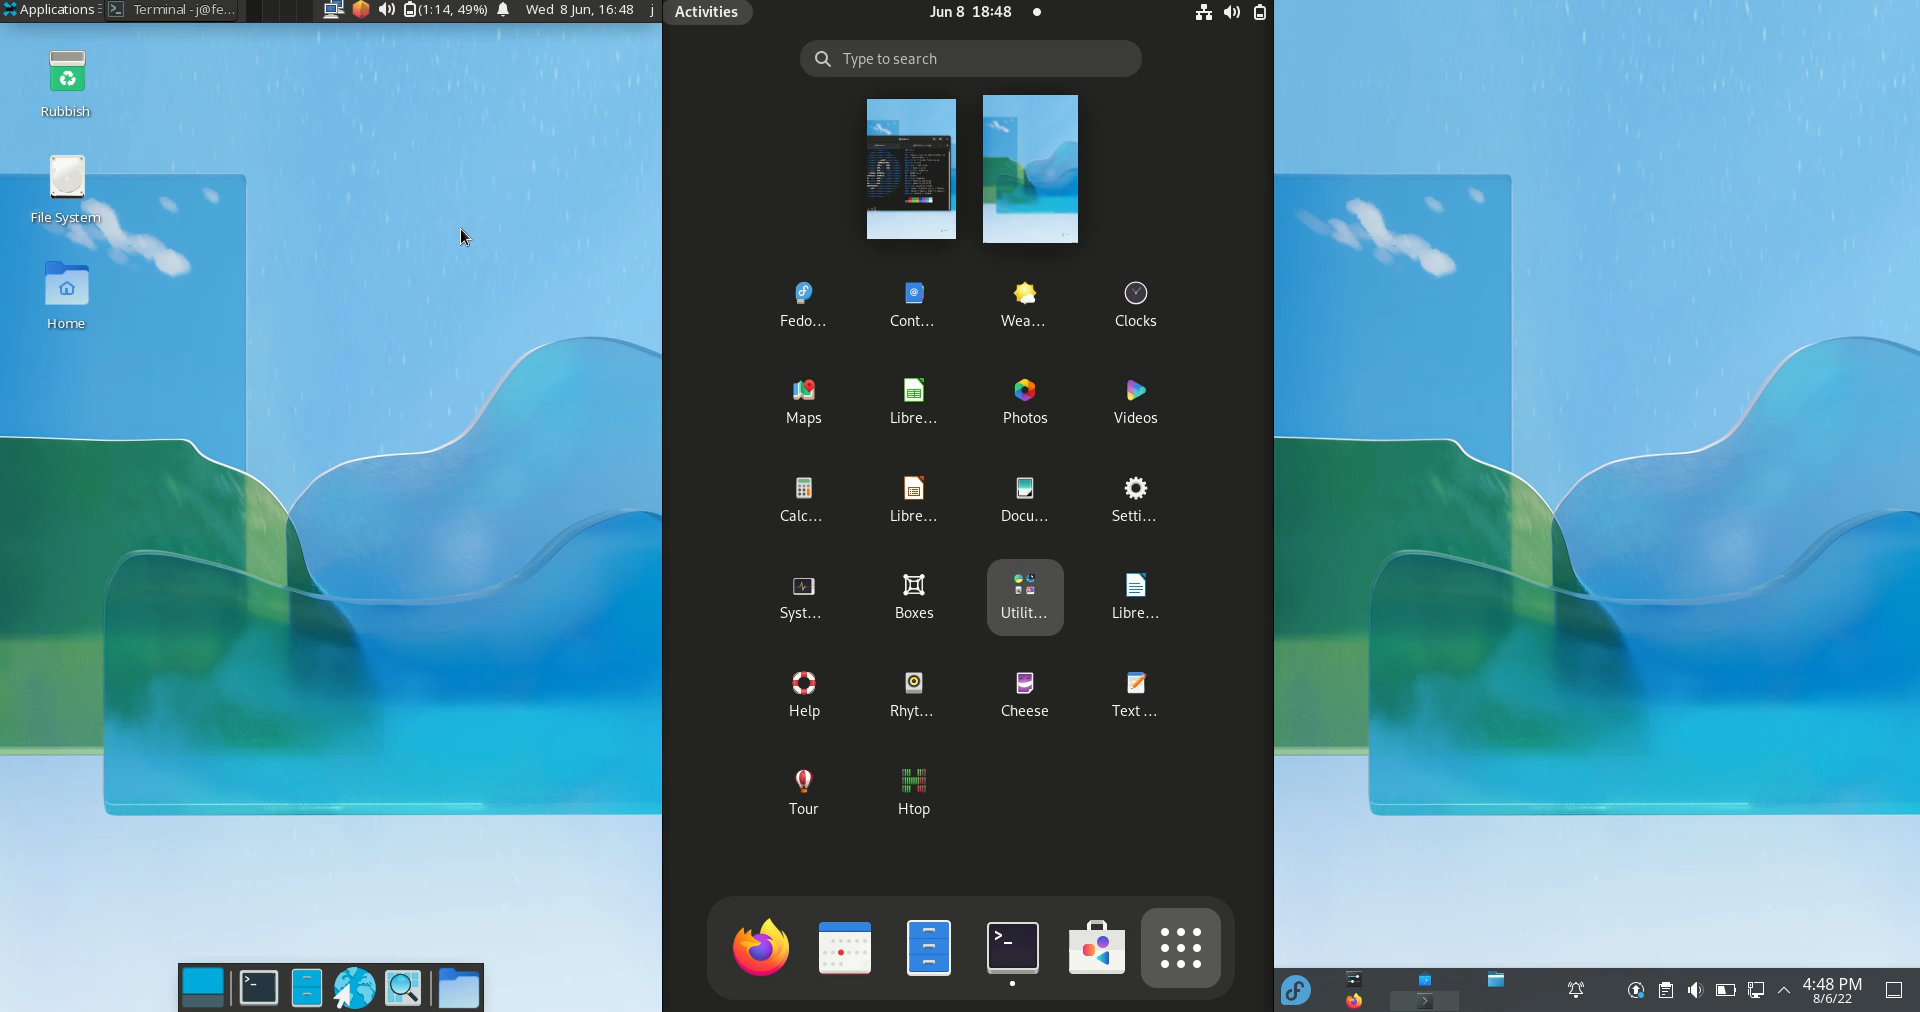 Applications
Terminal - j@fe...
(1:14, 49%)
Wed 8 Jun, 16:48
j
Rubbish
File System
Home
Activities
Jun 8 18:48
Type to search
Fedo...
Cont...
Wea...
Clocks
Maps
Libre...
Photos
Videos
Calc...
Libre...
Docu...
Setti...
Syst...
Boxes
Utilit...
Libre...
Help
Rhyt...
Cheese
Text ...
Tour
Htop
4:48 PM
8/6/22